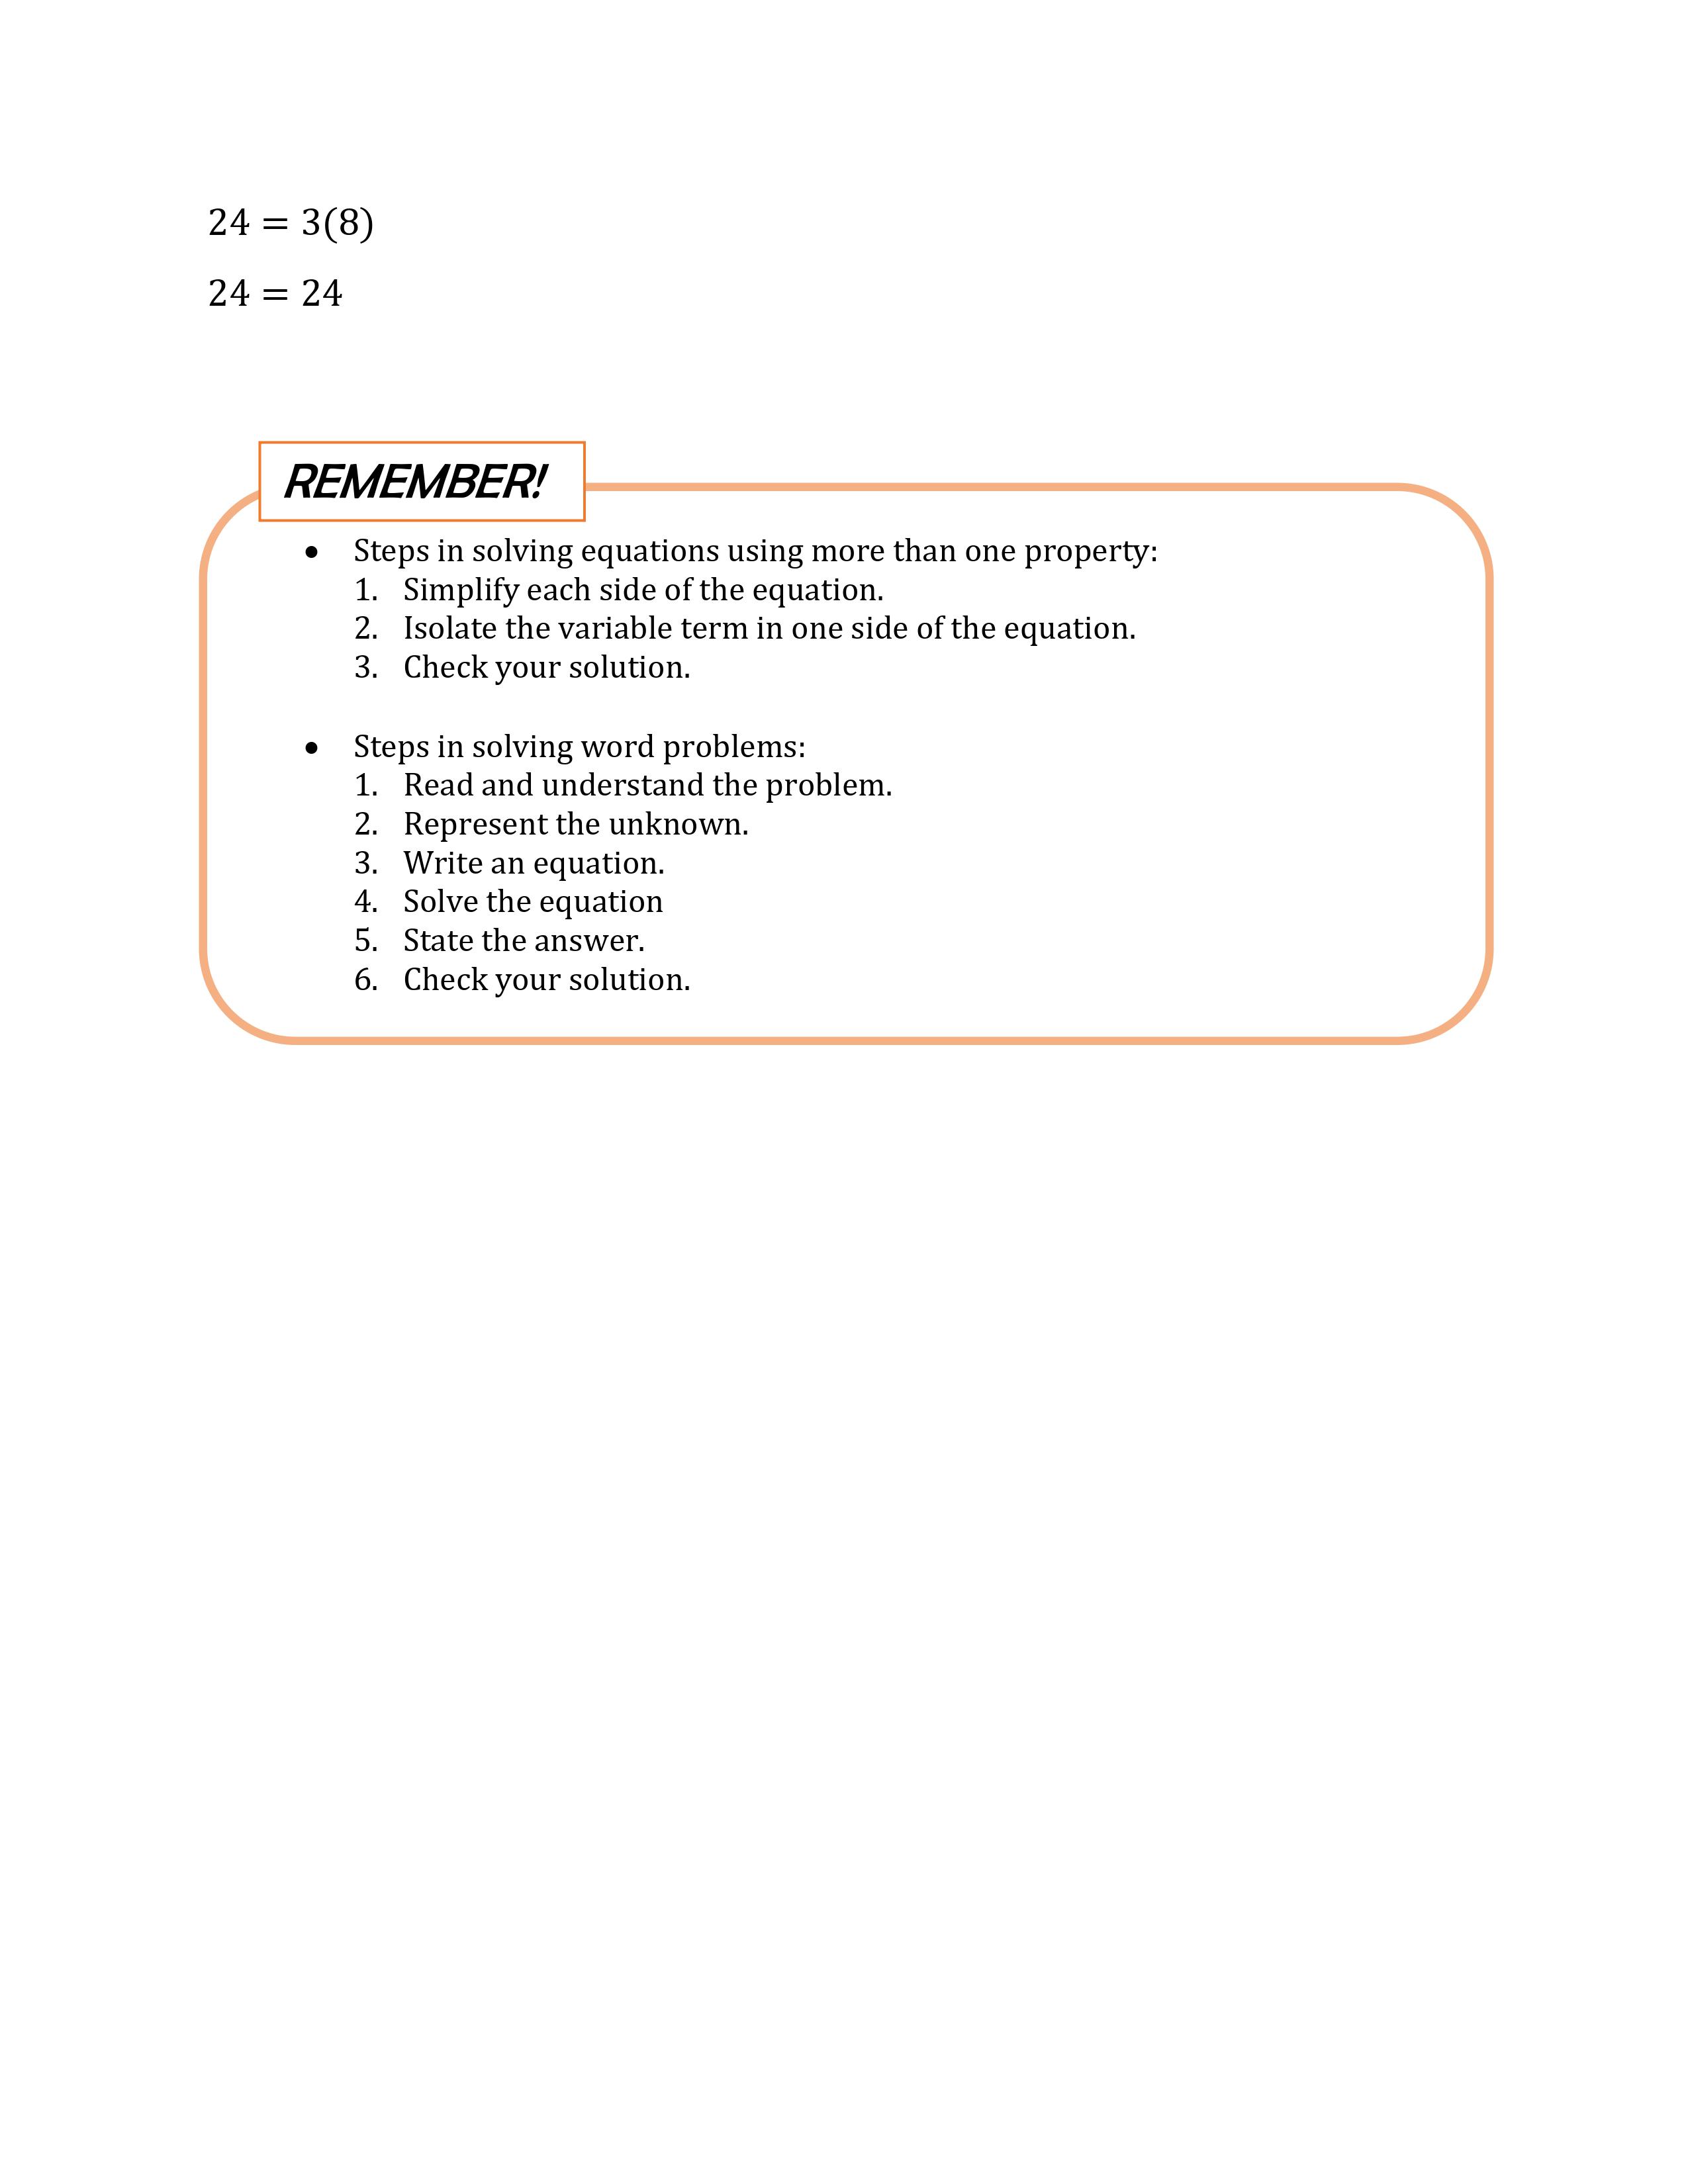 24 = 3(8)
24 = 24
REMEMBER!
• Steps in solving equations using more than one property:
1. Simplify each side of the equation.
2. Isolate the variable term in one side of the equation.
3. Check your solution.
• Steps in solving word problems:
1. Read and understand the problem.
2. Represent the unknown.
3. Write an equation.
4. Solve the equation
5. State the answer.
6. Check your solution.